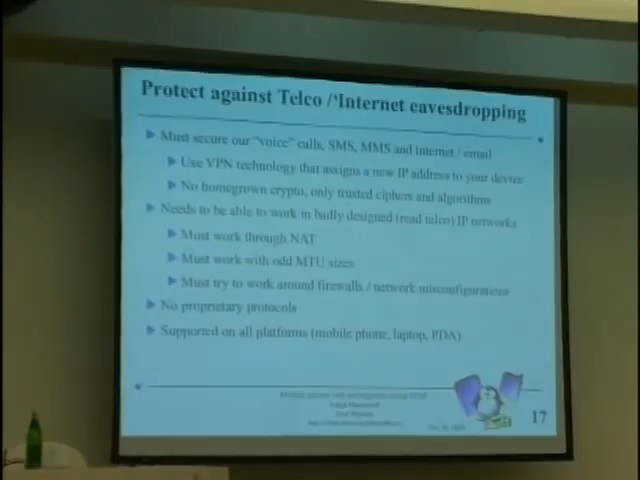 Protect against Telco /‘Internet eavesdropping
Must secure our “voice” calls, SMS, MMS and internet / email
Use VPN technology that assigns a new IP address to your device
No homegrown crypto, only trusted ciphers and algorithms
Needs to be able to work in badly designed (read telco) IP networks
Must work through NAT
Must work with odd MTU sizes
Must try to work around firewalls / network misconfigurations
No proprietary protocols
Supported on all platforms (mobile phone, laptop, PDA)
17